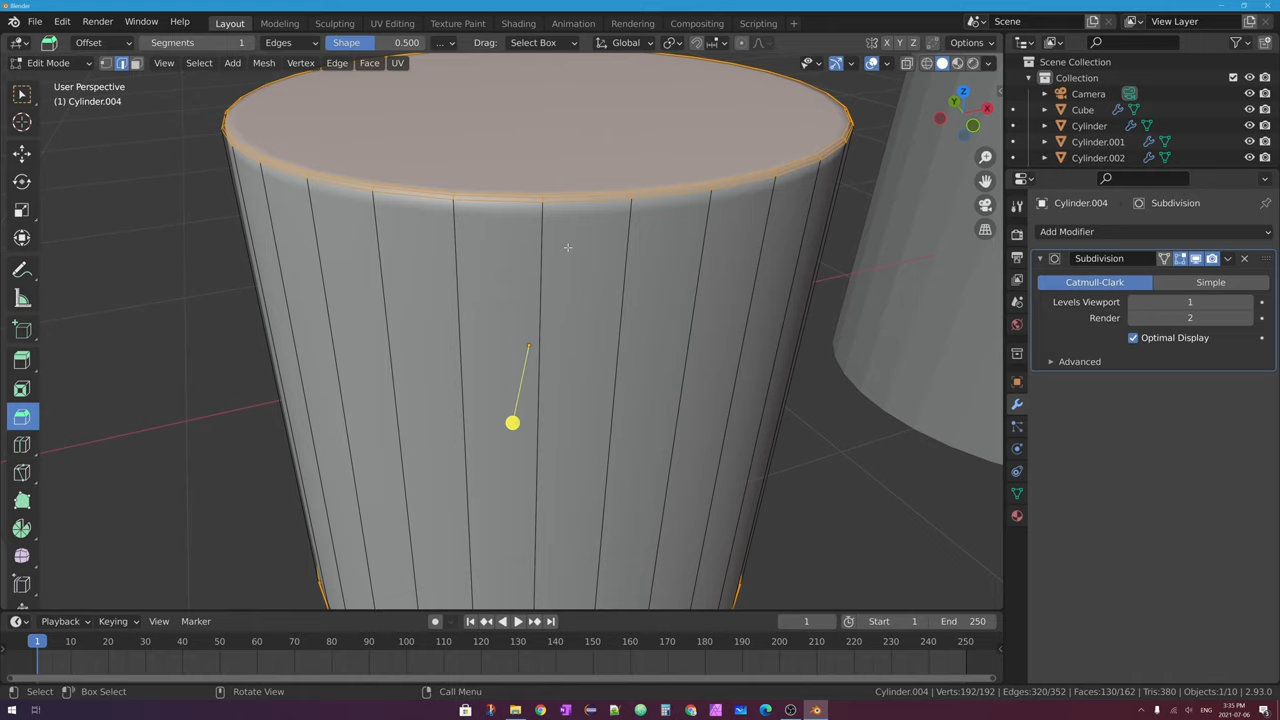 Blender
File Edit Render Window Help Layout Modeling Sculpting UV Editing Texture Paint Shading Animation Rendering Compositing Scripting + Scene View Layer
Offset Segments 1 Edges Shape 0.500 ... Drag: Select Box Global X Y Z Options
Edit Mode View Select Add Mesh Vertex Edge Face UV
User Perspective
(1) Cylinder.004
Z
Y
X
Scene Collection
Collection
Camera
Cube
Cylinder
Cylinder.001
Cylinder.002
Cylinder.004 Subdivision
Add Modifier
Subdivision
Catmull-Clark Simple
Levels Viewport 1
Render 2
Optimal Display
Advanced
Playback Keying View Marker 1 Start 1 End 250
1 10 20 30 40 50 60 70 80 90 100 110 120 130 140 150 160 170 180 190 200 210 220 230 240 250
Select Box Select Rotate View Call Menu Cylinder.004 | Verts:192/192 | Edges:320/352 | Faces:130/162 | Tris:380 | Objects:1/10 | 2.93.0
3:35 PM
2021-07-06